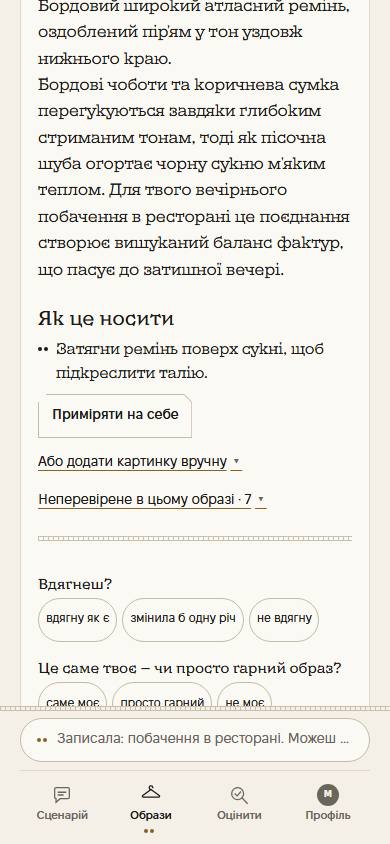 Бордовий широкий атласний ремінь,
оздоблений пір'ям у тон уздовж
нижнього краю.
Бордові чоботи та коричнева сумка
перегукуються завдяки глибоким
стриманим тонам, тоді як пісочна
шуба огортає чорну сукню м'яким
теплом. Для твого вечірнього
побачення в ресторані це поєднання
створює вишуканий баланс фактур,
що пасує до затишної вечері.
Як це носити
Затягни ремінь поверх сукні, щоб
підкреслити талію.
Приміряти на себе
Або додати картинку вручну
Неперевірене в цьому образі · 7
Вдягнеш?
вдягну як є змінила б одну річ не вдягну
Це саме твоє — чи просто гарний образ?
саме моє просто гарний не моє
Записала: побачення в ресторані. Можеш ...
М
Сценарій Образи Оцінити Профіль